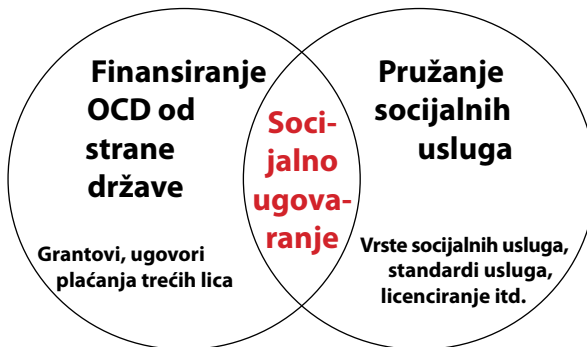 Finansiranje
OCD od
strane
države
Grantovi, ugovori
plaćanja trećih lica
Soci-
jalno
ugova-
ranje
Pružanje
socijalnih
usluga
Vrste socijalnih usluga,
standardi usluga,
licenciranje itd.